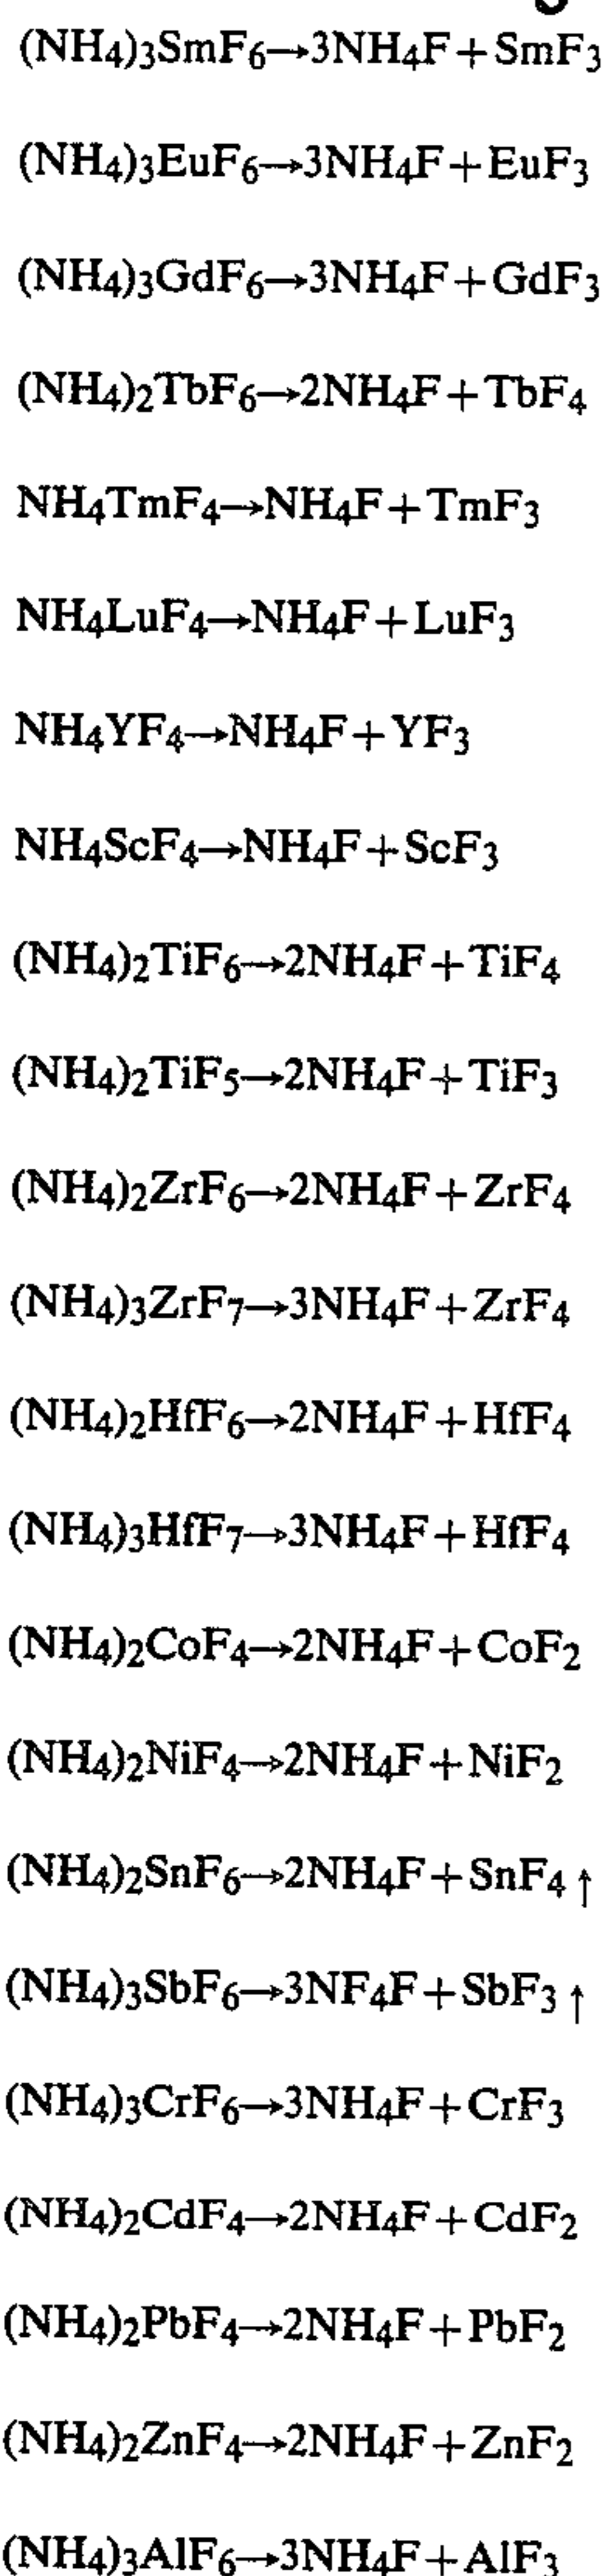 (NH₄)₃SmF₆→3NH₄F+SmF₃
(NH₄)₃EuF₆→3NH₄F+EuF₃
(NH₄)₃GdF₆→3NH₄F+GdF₃
(NH₄)₂TbF₆→2NH₄F+TbF₄
NH₄TmF₄→NH₄F+TmF₃
NH₄LuF₄→NH₄F+LuF₃
NH₄YF₄→NH₄F+YF₃
NH₄ScF₄→NH₄F+ScF₃
(NH₄)₂TiF₆→2NH₄F+TiF₄
(NH₄)₂TiF₅→2NH₄F+TiF₃
(NH₄)₂ZrF₆→2NH₄F+ZrF₄
(NH₄)₃ZrF₇→3NH₄F+ZrF₄
(NH₄)₂HfF₆→2NH₄F+HfF₄
(NH₄)₃HfF₇→3NH₄F+HfF₄
(NH₄)₂CoF₄→2NH₄F+CoF₂
(NH₄)₂NiF₄→2NH₄F+NiF₂
(NH₄)₂SnF₆→2NH₄F+SnF₄↑
(NH₄)₃SbF₆→3NF₄F+SbF₃↑
(NH₄)₃CrF₆→3NH₄F+CrF₃
(NH₄)₂CdF₄→2NH₄F+CdF₂
(NH₄)₂PbF₄→2NH₄F+PbF₂
(NH₄)₂ZnF₄→2NH₄F+ZnF₂
(NH₄)₃AlF₆→3NH₄F+AlF₃